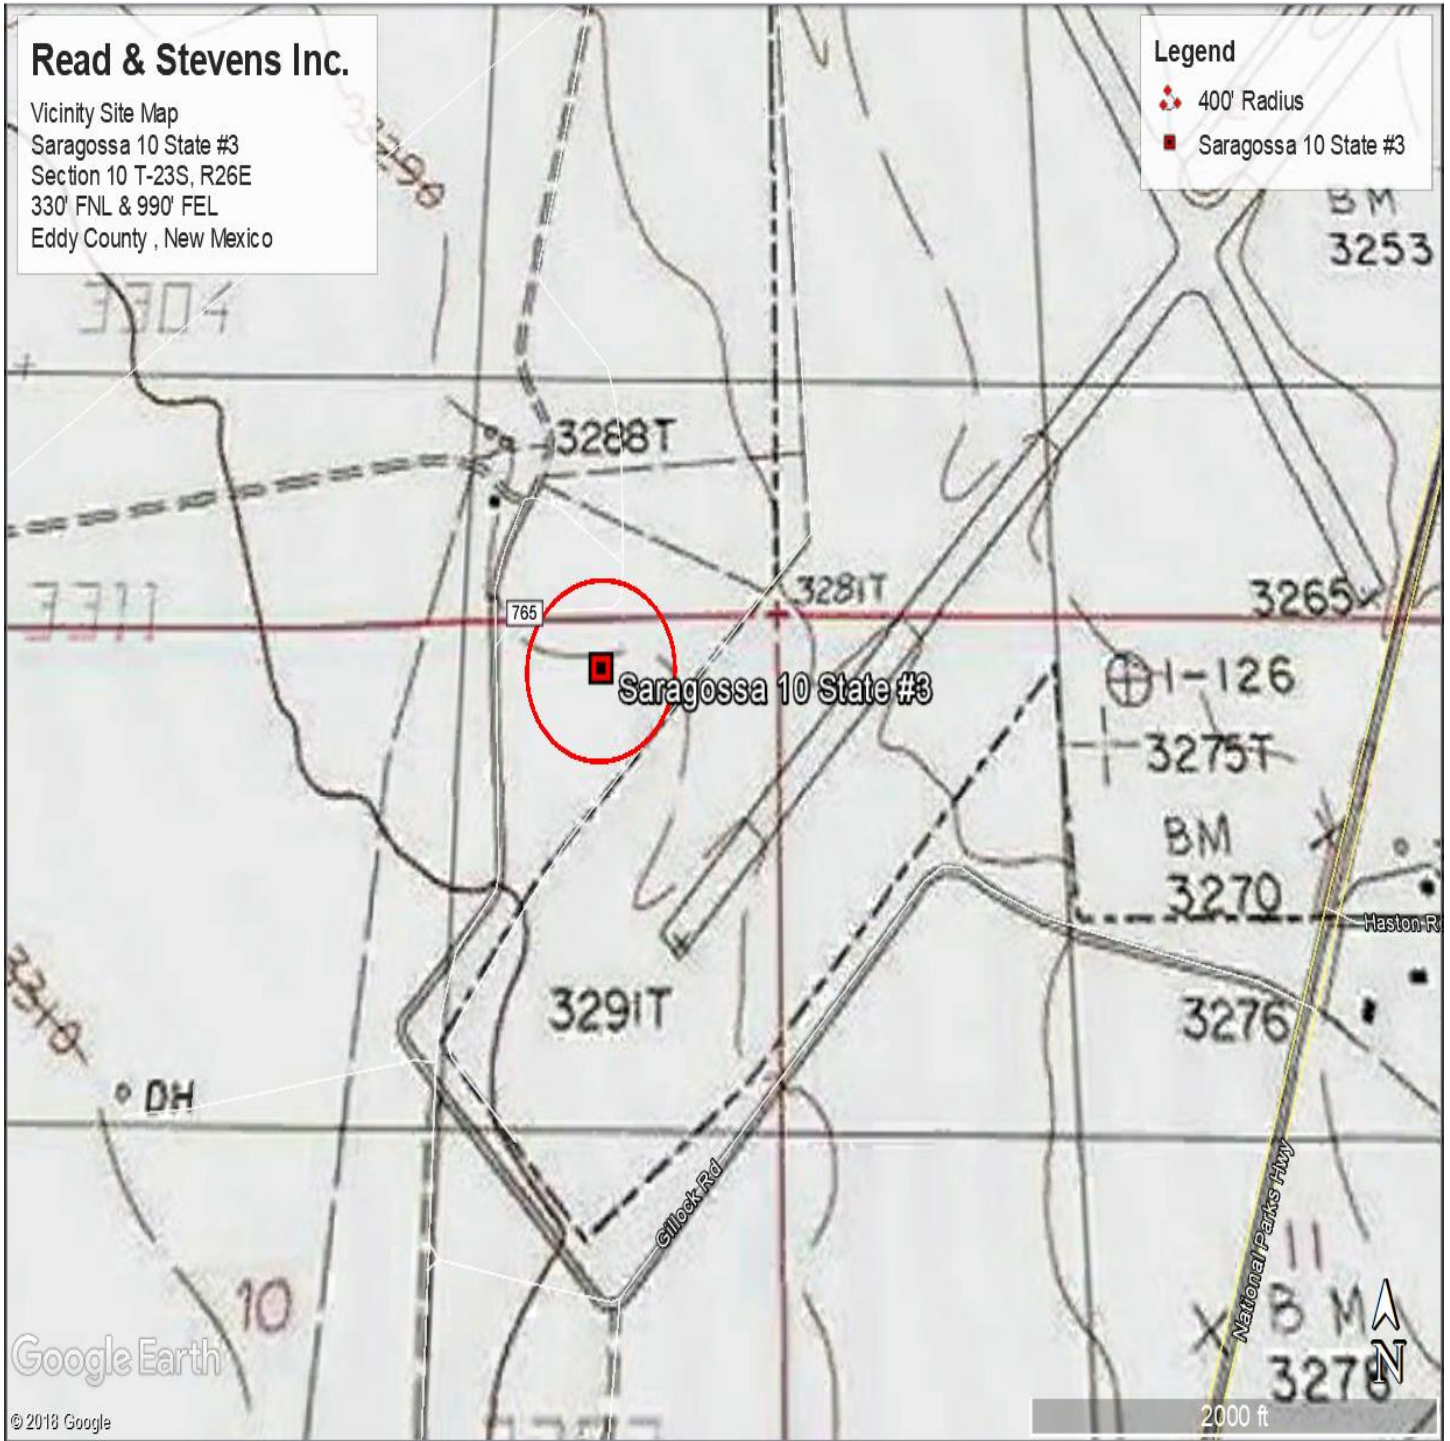 Read & Stevens Inc.
Vicinity Site Map
Saragossa 10 State #3
Section 10 T-23S, R26E
330' FNL & 990' FEL
Eddy County , New Mexico
Legend
400' Radius
Saragossa 10 State #3
3290
BM
3253
3304
3288T
3311
765
3281T
3265
Saragossa 10 State #3
I-126
3275T
BM
3270
Haston R
3291T
3276
3310
DH
Gillock Rd
National Parks Hwy
10
11
BM
3278
N
Google Earth
© 2018 Google
2000 ft